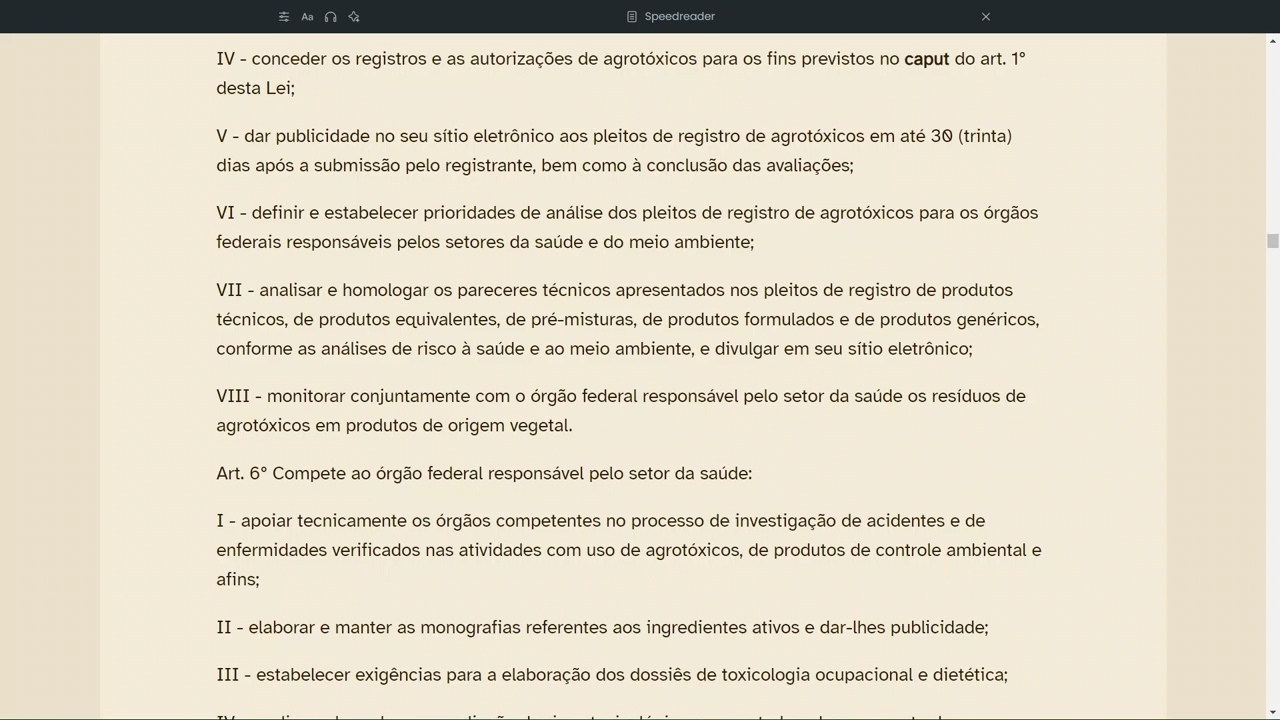 Aa
Speedreader
IV - conceder os registros e as autorizações de agrotóxicos para os fins previstos no caput do art. 1º
desta Lei;
V - dar publicidade no seu sítio eletrônico aos pleitos de registro de agrotóxicos em até 30 (trinta)
dias após a submissão pelo registrante, bem como à conclusão das avaliações;
VI - definir e estabelecer prioridades de análise dos pleitos de registro de agrotóxicos para os órgãos
federais responsáveis pelos setores da saúde e do meio ambiente;
VII - analisar e homologar os pareceres técnicos apresentados nos pleitos de registro de produtos
técnicos, de produtos equivalentes, de pré-misturas, de produtos formulados e de produtos genéricos,
conforme as análises de risco à saúde e ao meio ambiente, e divulgar em seu sítio eletrônico;
VIII - monitorar conjuntamente com o órgão federal responsável pelo setor da saúde os resíduos de
agrotóxicos em produtos de origem vegetal.
Art. 6º Compete ao órgão federal responsável pelo setor da saúde:
I - apoiar tecnicamente os órgãos competentes no processo de investigação de acidentes e de
enfermidades verificados nas atividades com uso de agrotóxicos, de produtos de controle ambiental e
afins;
II - elaborar e manter as monografias referentes aos ingredientes ativos e dar-lhes publicidade;
III - estabelecer exigências para a elaboração dos dossiês de toxicologia ocupacional e dietética;